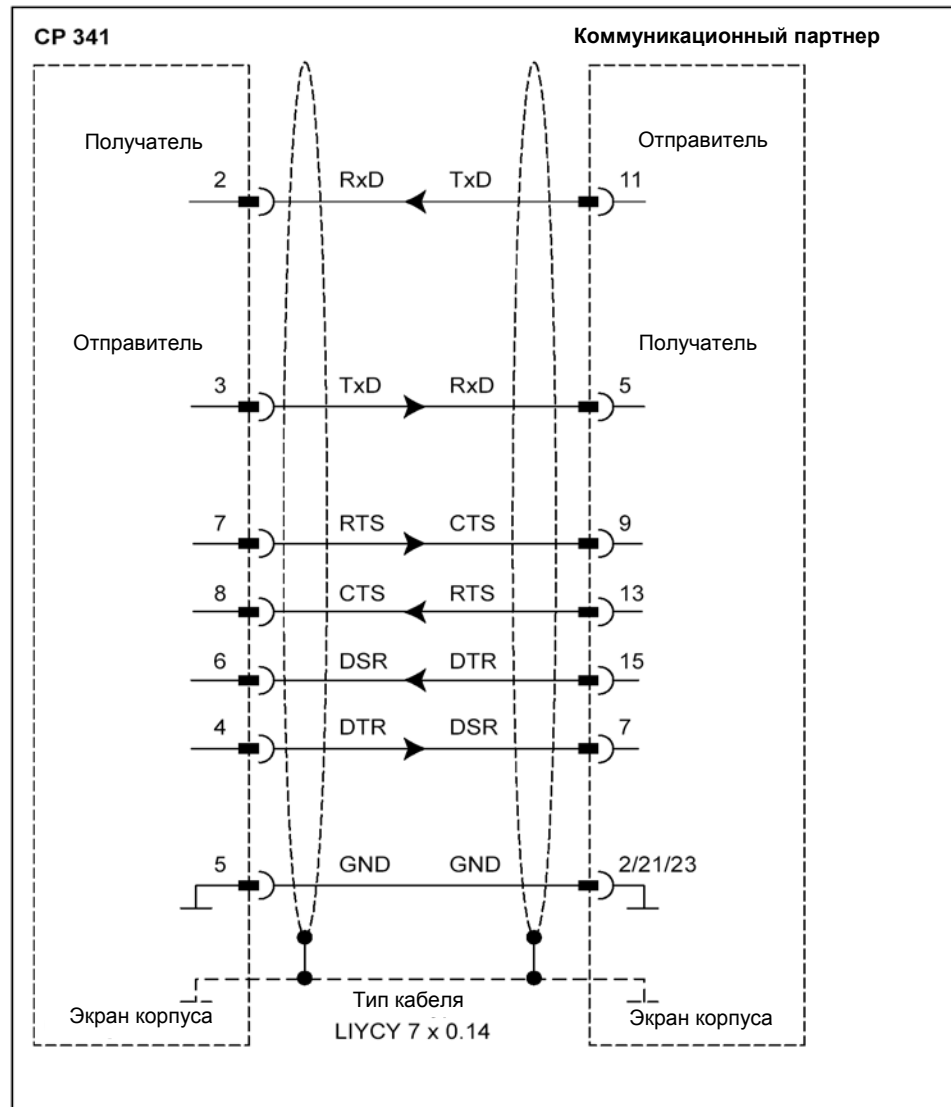 CP 341 Коммуникационный партнер
Получатель Отправитель
2 RxD TxD 11
Отправитель Получатель
3 TxD RxD 5
7 RTS CTS 9
8 CTS RTS 13
6 DSR DTR 15
4 DTR DSR 7
5 GND GND 2/21/23
Экран корпуса Тип кабеля Экран корпуса
LIYCY 7 x 0.14